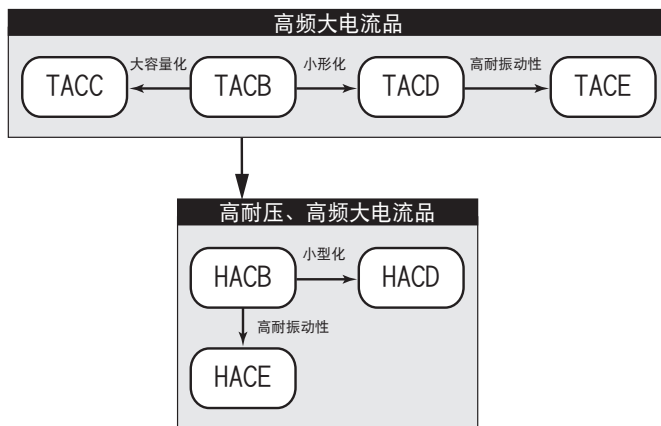 高频大电流品
大容量化 小形化 高耐振动性
TACC TACB TACD TACE
高耐压、高频大电流品
小型化
HACB HACD
高耐振动性
HACE